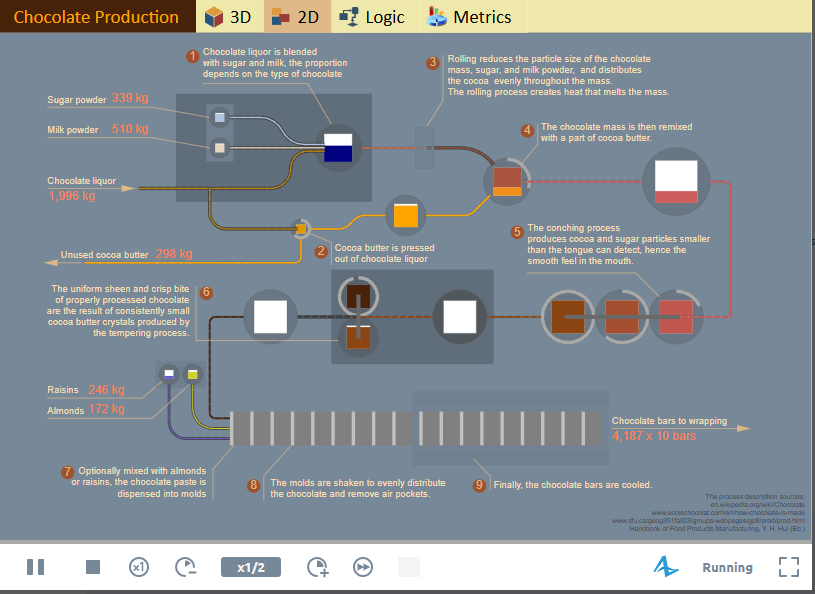 Chocolate Production
3D
2D
Logic
Metrics
1
Chocolate liquor is blended
with sugar and milk, the proportion
depends on the type of chocolate
3
Rolling reduces the particle size of the chocolate
mass, sugar, and milk powder, and distributes
the cocoa evenly throughout the mass.
The rolling process creates heat that melts the mass.
Sugar powder 339 kg
Milk powder 510 kg
4
The chocolate mass is then remixed
with a part of cocoa butter.
Chocolate liquor
1,996 kg
5
The conching process
produces cocoa and sugar particles smaller
than the tongue can detect, hence the
smooth feel in the mouth.
2
Cocoa butter is pressed
out of chocolate liquor
Unused cocoa butter 298 kg
6
The uniform sheen and crisp bite
of properly processed chocolate
are the result of consistently small
cocoa butter crystals produced by
the tempering process.
Raisins 246 kg
Almonds 172 kg
Chocolate bars to wrapping
4,187 x 10 bars
7
Optionally mixed with almonds
or raisins, the chocolate paste is
dispensed into molds
8
The molds are shaken to evenly distribute
the chocolate and remove air pockets.
9
Finally, the chocolate bars are cooled.
The process description sources:
en.wikipedia.org/wiki/Chocolate
www.ecolechocolat.com/en/how-chocolate-is-made
www.sfu.ca/geog351fall03/groups-webpages/gp8/prod/prod.html
Handbook of Food Products Manufacturing, Y. H. Hui (Ed.)
x1
x1/2
Running